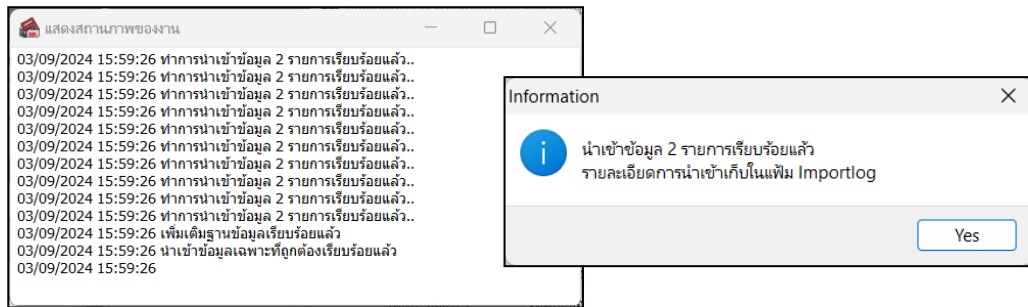 แสดงสถานภาพของงาน
03/09/2024 15:59:26 ทำการนำเข้าข้อมูล 2 รายการเรียบร้อยแล้ว..
03/09/2024 15:59:26 ทำการนำเข้าข้อมูล 2 รายการเรียบร้อยแล้ว..
03/09/2024 15:59:26 ทำการนำเข้าข้อมูล 2 รายการเรียบร้อยแล้ว..
03/09/2024 15:59:26 ทำการนำเข้าข้อมูล 2 รายการเรียบร้อยแล้ว..
03/09/2024 15:59:26 ทำการนำเข้าข้อมูล 2 รายการเรียบร้อยแล้ว..
03/09/2024 15:59:26 ทำการนำเข้าข้อมูล 2 รายการเรียบร้อยแล้ว..
03/09/2024 15:59:26 ทำการนำเข้าข้อมูล 2 รายการเรียบร้อยแล้ว..
03/09/2024 15:59:26 ทำการนำเข้าข้อมูล 2 รายการเรียบร้อยแล้ว..
03/09/2024 15:59:26 ทำการนำเข้าข้อมูล 2 รายการเรียบร้อยแล้ว..
03/09/2024 15:59:26 ทำการนำเข้าข้อมูล 2 รายการเรียบร้อยแล้ว..
03/09/2024 15:59:26 เพิ่มเติมฐานข้อมูลเรียบร้อยแล้ว
03/09/2024 15:59:26 นำเข้าข้อมูลเฉพาะที่ถูกต้องเรียบร้อยแล้ว
03/09/2024 15:59:26
Information
นำเข้าข้อมูล 2 รายการเรียบร้อยแล้ว
รายละเอียดการนำเข้าเก็บในแฟ้ม Importlog
Yes